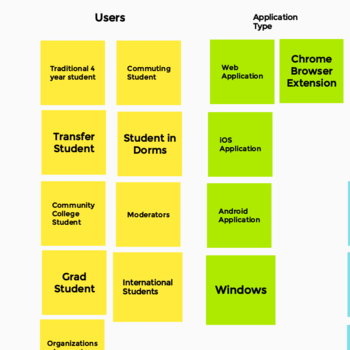 Users
Application
Type
Traditional 4
year student
Commuting
Student
Web
Application
Chrome
Browser
Extension
Transfer
Student
Student in
Dorms
iOS
Application
Community
College
Student
Moderators
Android
Application
Grad
Student
International
Students
Windows
Organizations